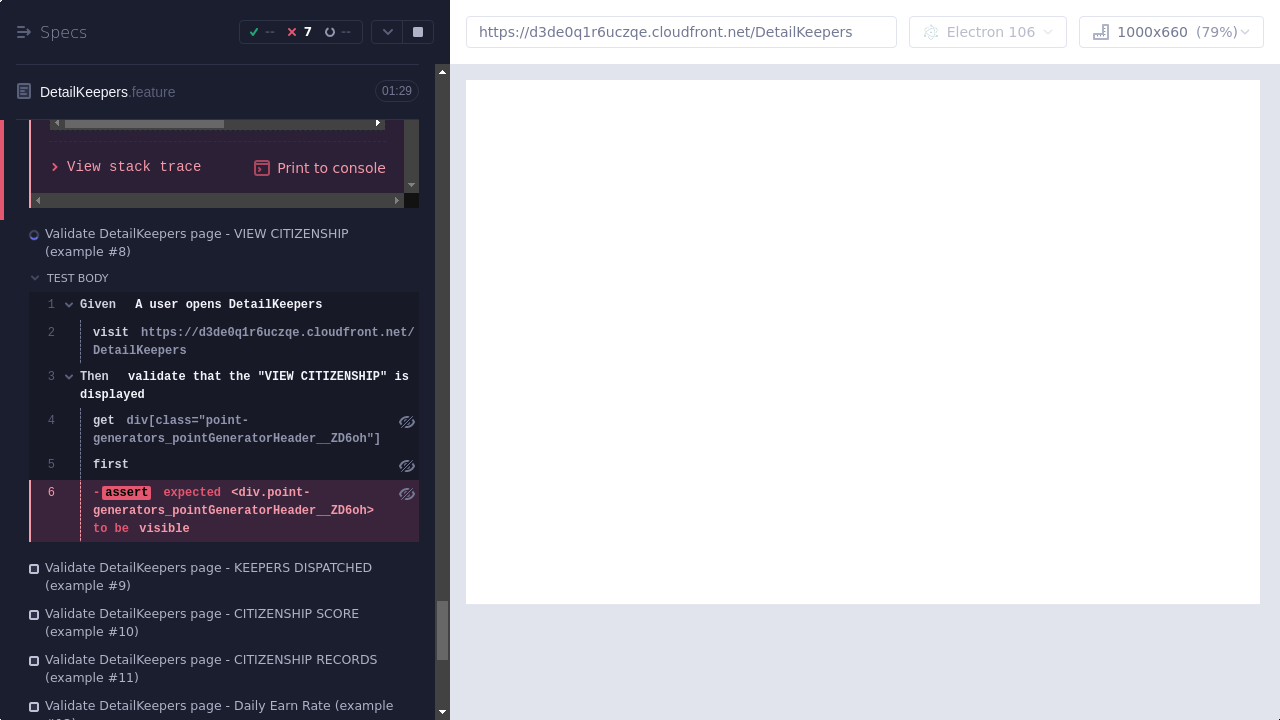 Specs
-- 7 --
https://d3de0q1r6uczqe.cloudfront.net/DetailKeepers
Electron 106
1000x660 (79%)
DetailKeepers.feature
01:29
View stack trace
Print to console
Validate DetailKeepers page - VIEW CITIZENSHIP
(example #8)
TEST BODY
1 Given A user opens DetailKeepers
2 visit https://d3de0q1r6uczqe.cloudfront.net/
DetailKeepers
3 Then validate that the "VIEW CITIZENSHIP" is
displayed
4 get div[class="point-
generators_pointGeneratorHeader__ZD6oh"]
5 first
6 -assert expected <div.point-
generators_pointGeneratorHeader__ZD6oh>
to be visible
Validate DetailKeepers page - KEEPERS DISPATCHED
(example #9)
Validate DetailKeepers page - CITIZENSHIP SCORE
(example #10)
Validate DetailKeepers page - CITIZENSHIP RECORDS
(example #11)
Validate DetailKeepers page - Daily Earn Rate (example